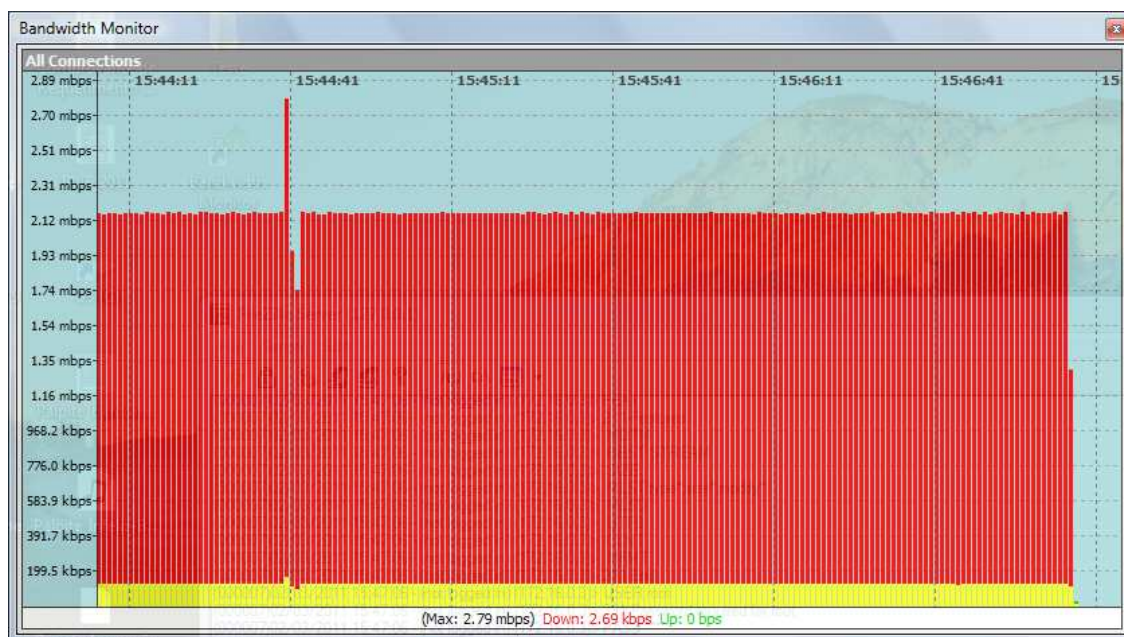 Bandwidth Monitor
All Connections
2.89 mbps 15:44:11 15:44:41 15:45:11 15:45:41 15:46:11 15:46:41 15
2.70 mbps
2.51 mbps
2.31 mbps
2.12 mbps
1.93 mbps
1.74 mbps
1.54 mbps
1.35 mbps
1.16 mbps
968.2 kbps
776.0 kbps
583.9 kbps
391.7 kbps
199.5 kbps
(Max: 2.79 mbps) Down: 2.69 kbps Up: 0 bps